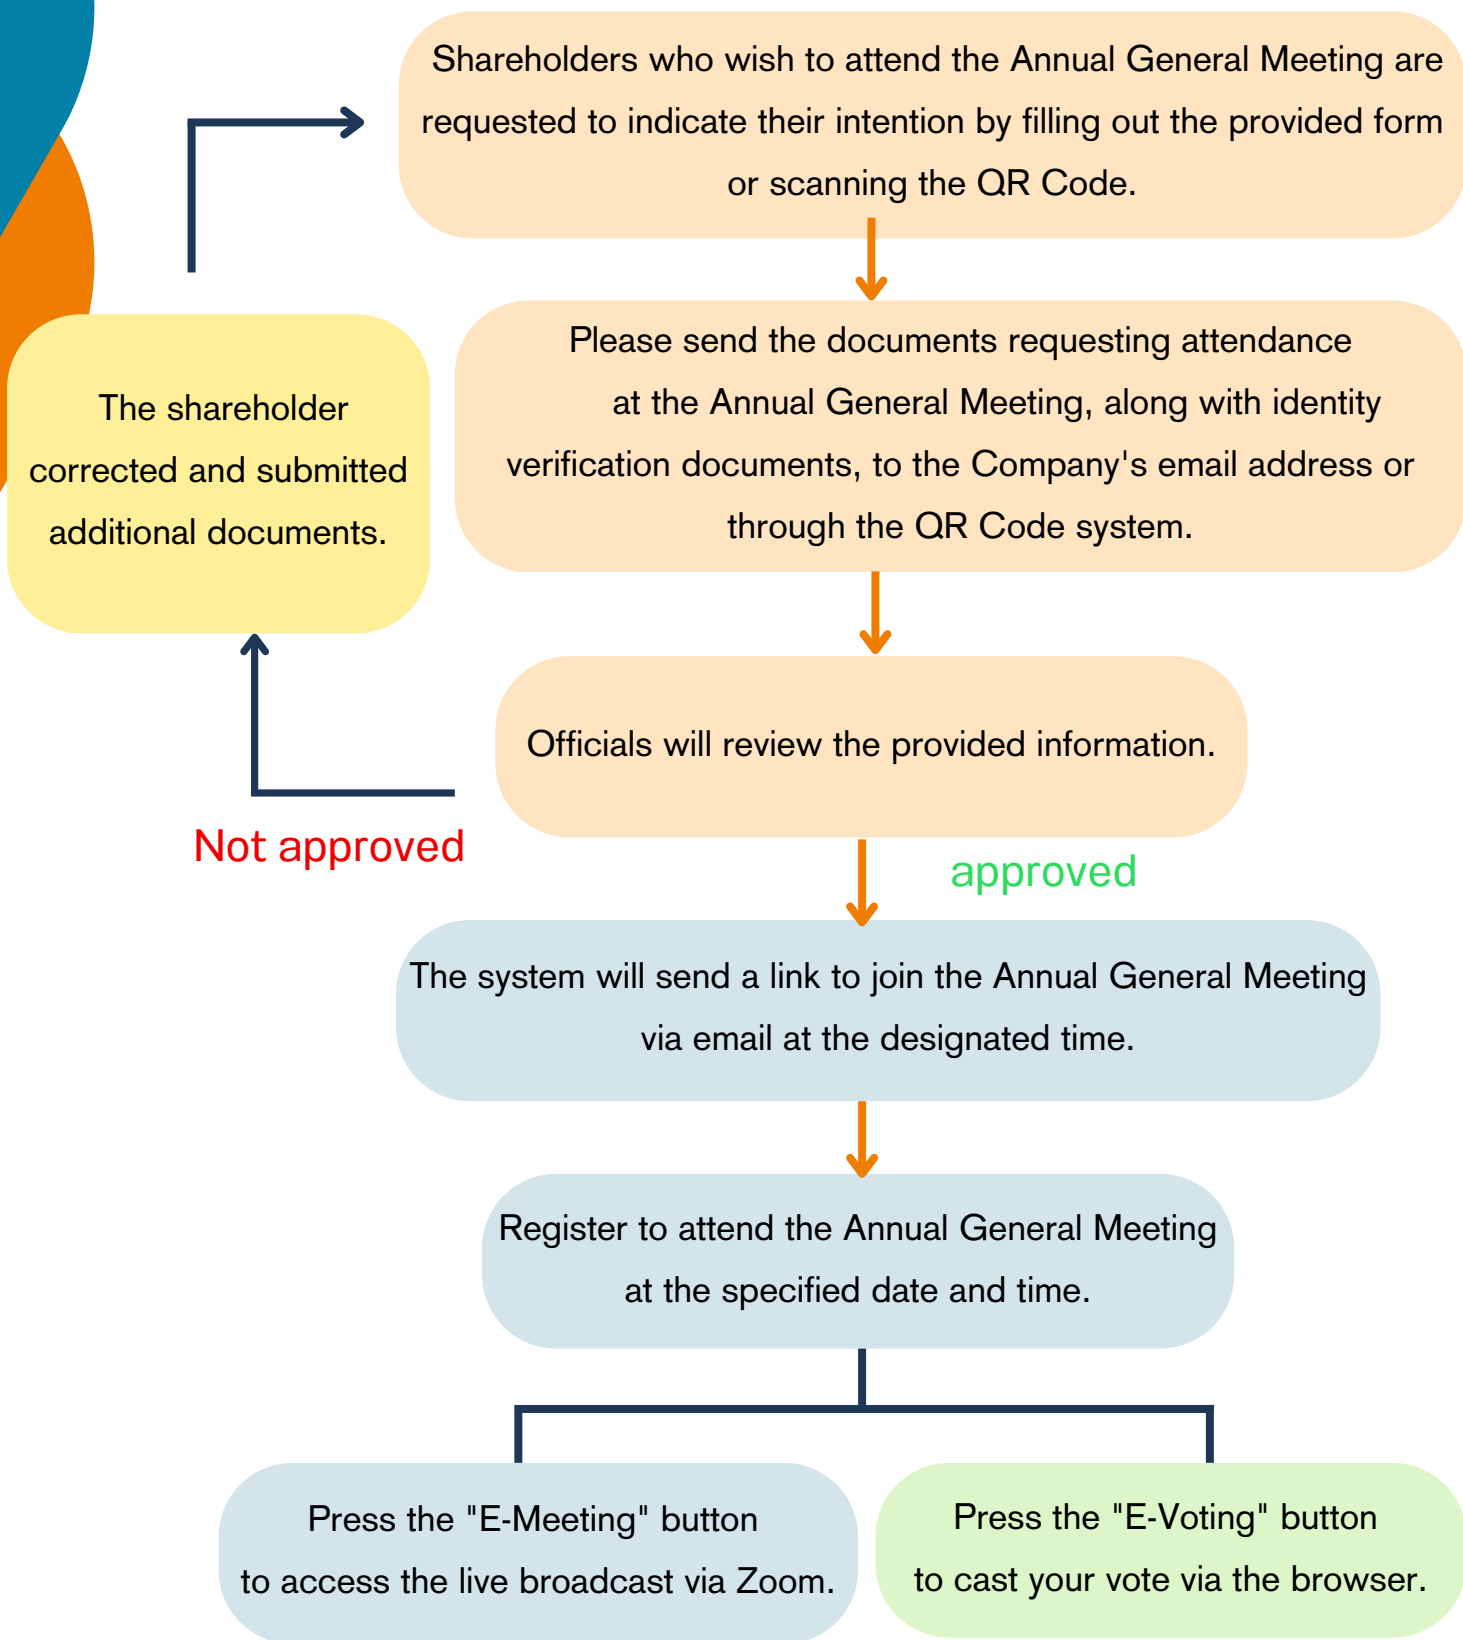 Shareholders who wish to attend the Annual General Meeting are
requested to indicate their intention by filling out the provided form
or scanning the QR Code.
Please send the documents requesting attendance
at the Annual General Meeting, along with identity
verification documents, to the Company's email address or
through the QR Code system.
The shareholder
corrected and submitted
additional documents.
Officials will review the provided information.
Not approved
approved
The system will send a link to join the Annual General Meeting
via email at the designated time.
Register to attend the Annual General Meeting
at the specified date and time.
Press the "E-Meeting" button
to access the live broadcast via Zoom.
Press the "E-Voting" button
to cast your vote via the browser.